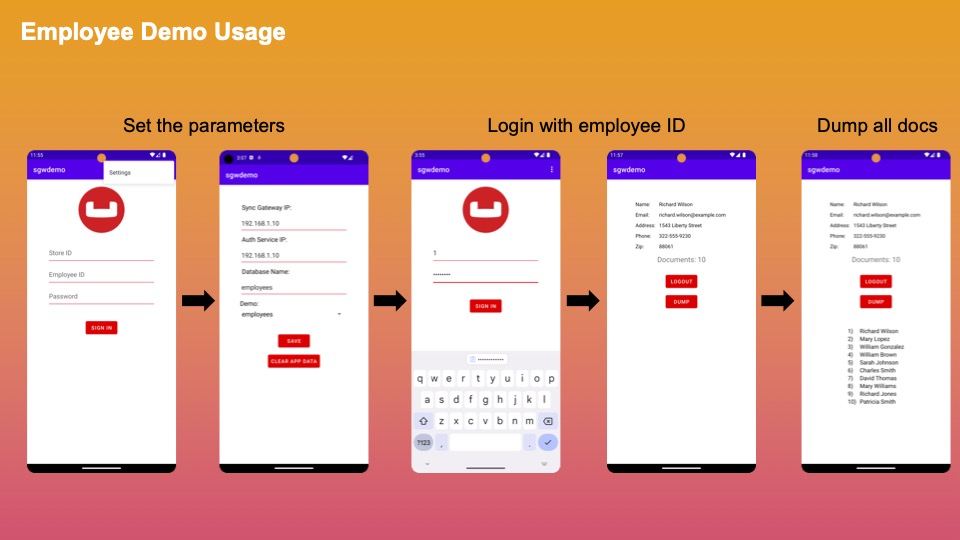 Employee Demo Usage
Set the parameters
Login with employee ID
Dump all docs
11:55
sgwdemo
Settings
Store ID
Employee ID
Password
SIGN IN
3:07
sgwdemo
Sync Gateway IP:
192.168.1.10
Auth Service IP:
192.168.1.10
Database Name:
employees
Demo:
employees
SAVE
CLEAR APP DATA
3:55
sgwdemo
1
••••••••
SIGN IN
••••••••••••
q w e r t y u i o p
a s d f g h j k l
z x c v b n m
?123 , .
11:57
sgwdemo
Name: Richard Wilson
Email: richard.wilson@example.com
Address: 1543 Liberty Street
Phone: 322-555-9230
Zip: 88061
Documents: 10
LOGOUT
DUMP
11:58
sgwdemo
Name: Richard Wilson
Email: richard.wilson@example.com
Address: 1543 Liberty Street
Phone: 322-555-9230
Zip: 88061
Documents: 10
LOGOUT
DUMP
1) Richard Wilson
2) Mary Lopez
3) William Gonzalez
4) William Brown
5) Sarah Johnson
6) Charles Smith
7) David Thomas
8) Mary Williams
9) Richard Jones
10) Patricia Smith